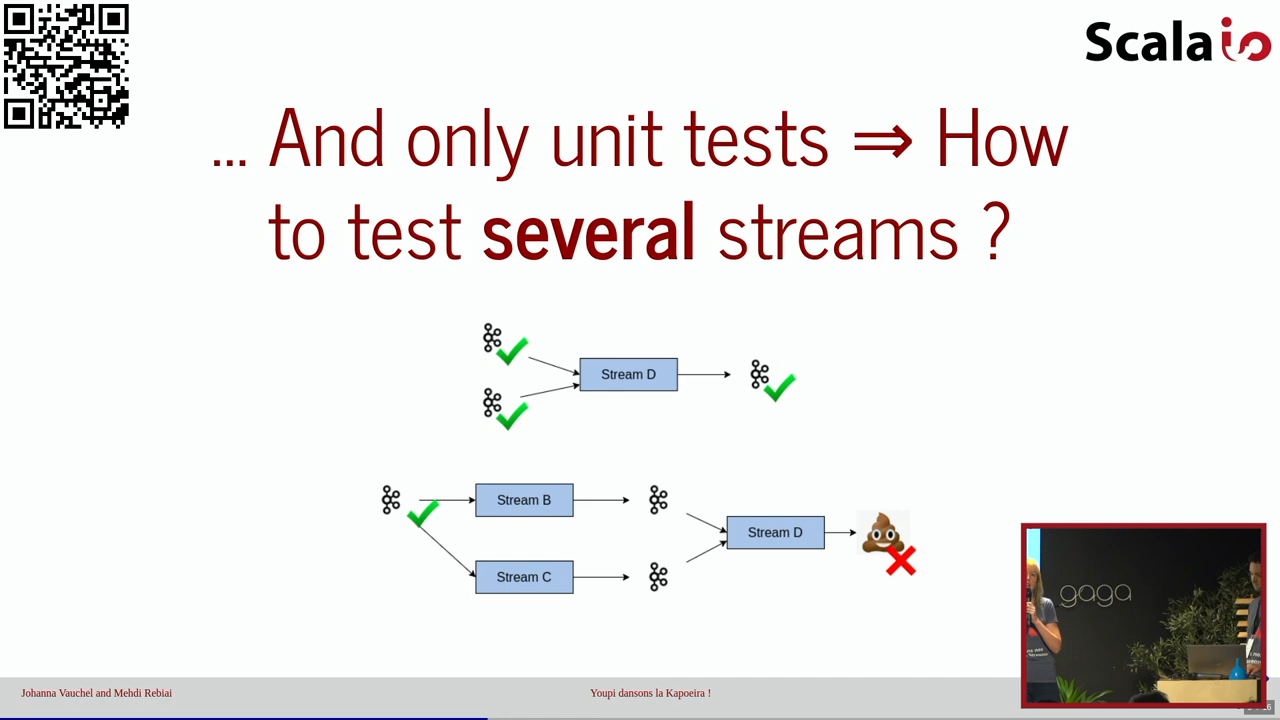 Scala io
... And only unit tests ⇒ How
to test several streams ?
Stream D
Stream B
Stream D
Stream C
gaga
Johanna Vauchel and Mehdi Rebiai
Youpi dansons la Kapoeira !